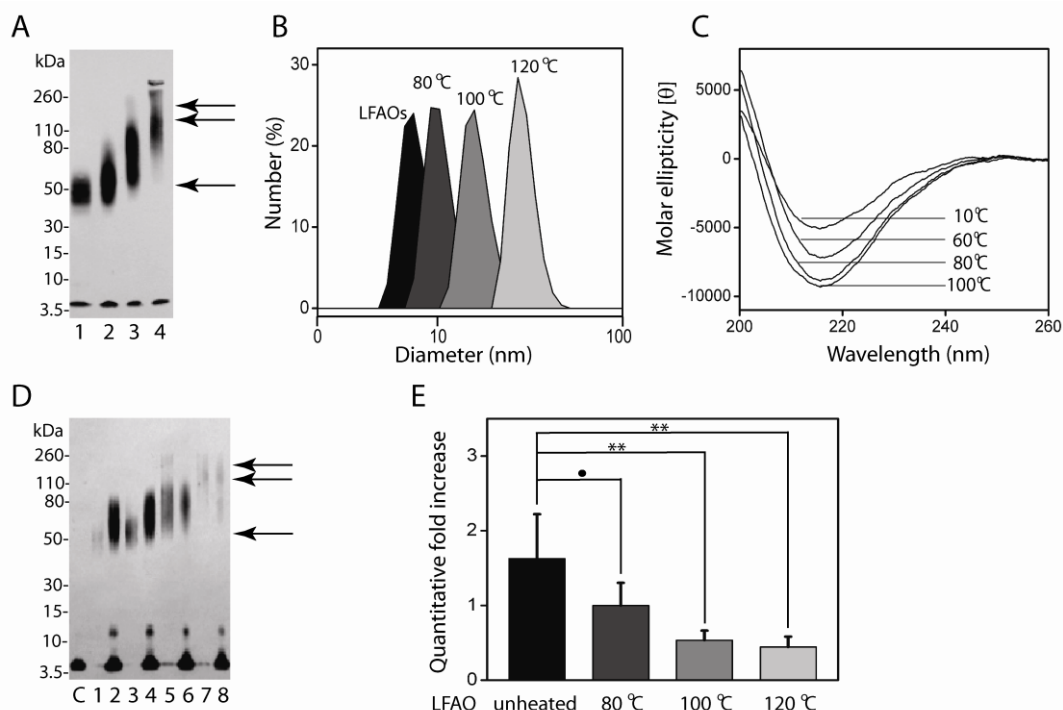 A
kDa
260-
110-
80-
50-
30-
15-
10-
3.5-
1 2 3 4
B
Number (%)
30
20
10
0
LFAOs
80 °C
100 °C
120 °C
0 10 100
Diameter (nm)
C
Molar ellipticity [θ]
5000
0
-5000
-10000
10°C
60°C
80°C
100°C
200 220 240 260
Wavelength (nm)
D
kDa
260-
110-
80-
50-
30-
15-
10-
3.5-
C 1 2 3 4 5 6 7 8
E
Quantitative fold increase
3
2
1
0
**
**
•
LFAO unheated 80 °C 100 °C 120 °C